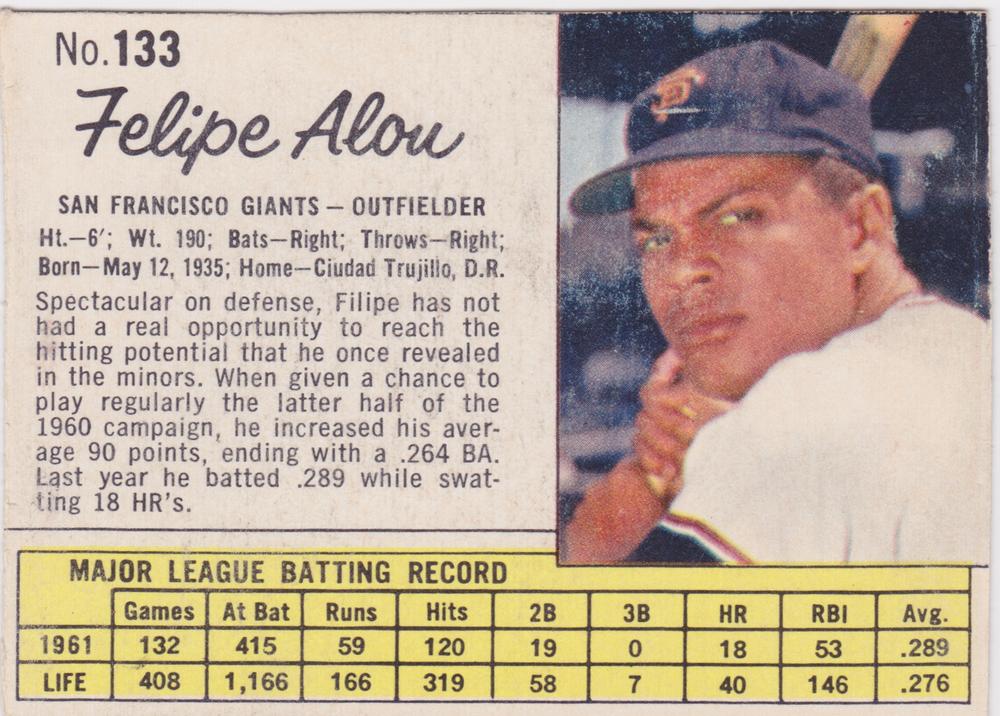 No.133
Felipe Alou
SAN FRANCISCO GIANTS — OUTFIELDER
Ht.—6'; Wt. 190; Bats—Right; Throws—Right;
Born—May 12, 1935; Home—Ciudad Trujillo, D.R.
Spectacular on defense, Filipe has not
had a real opportunity to reach the
hitting potential that he once revealed
in the minors. When given a chance to
play regularly the latter half of the
1960 campaign, he increased his aver-
age 90 points, ending with a .264 BA.
Last year he batted .289 while swat-
ting 18 HR's.
MAJOR LEAGUE BATTING RECORD
Games At Bat Runs Hits 2B 3B HR RBI Avg.
1961 132 415 59 120 19 0 18 53 .289
LIFE 408 1,166 166 319 58 7 40 146 .276
SF